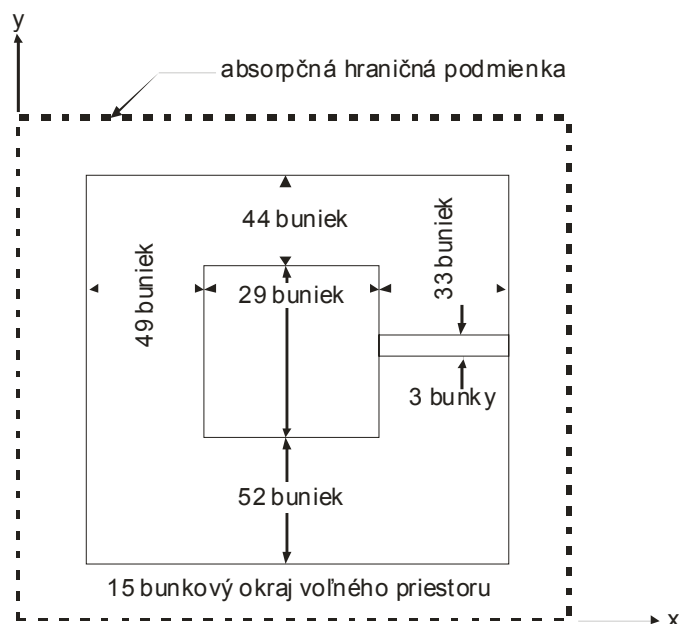 y
absorpčná hraničná podmienka
44 buniek
33 buniek
49 buniek
29 buniek
3 bunky
52 buniek
15 bunkový okraj voľného priestoru
x